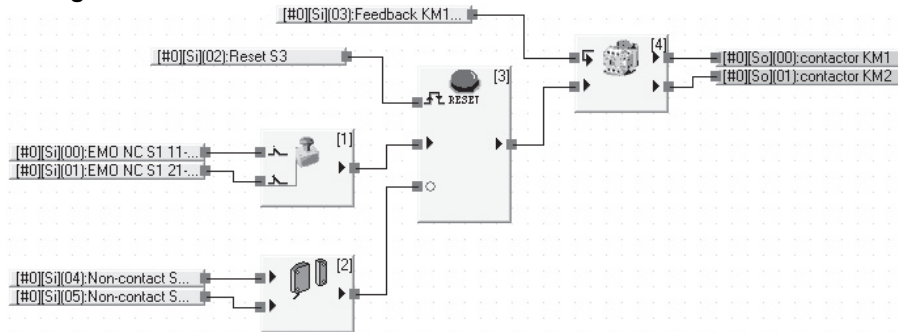 [#0][Si](03):Feedback KM1...
[4]
[#0][Si](02):Reset S3
[#0][So](00):contactor KM1
[#0][So](01):contactor KM2
[3]
RESET
[1]
[#0][Si](00):EMO NC S1 11-...
[#0][Si](01):EMO NC S1 21-...
[2]
[#0][Si](04):Non-contact S...
[#0][Si](05):Non-contact S...